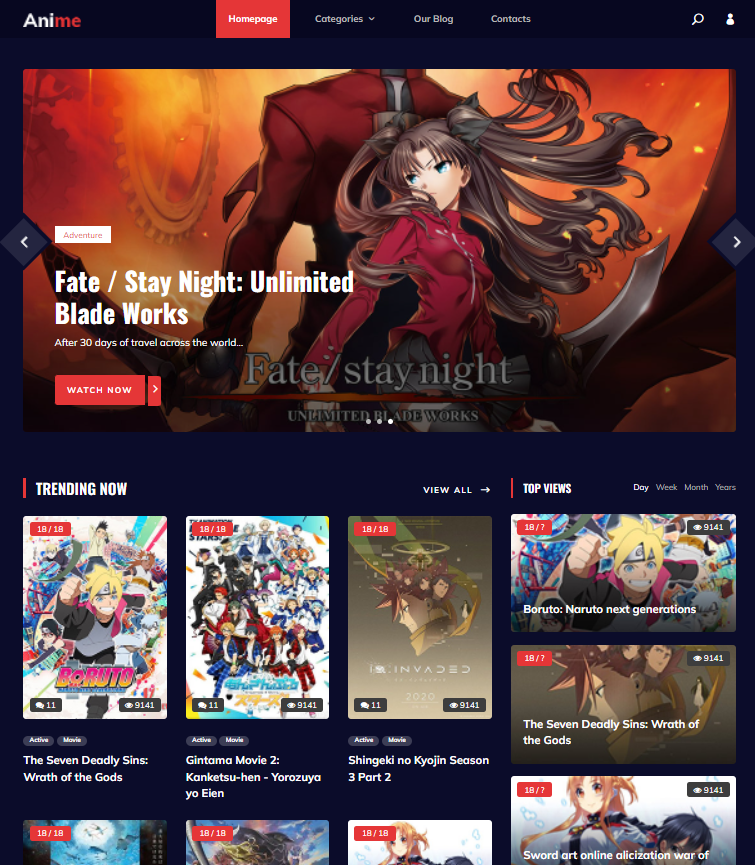 Anime
Homepage
Categories
Our Blog
Contacts
Adventure
Fate / Stay Night: Unlimited
Blade Works
After 30 days of travel across the world...
WATCH NOW
Fate/stay night
UNLIMITED BLADE WORKS
TRENDING NOW
VIEW ALL
18 / 18
BORUTO
11
9141
Active
Movie
The Seven Deadly Sins:
Wrath of the Gods
18 / 18
STARS!
11
9141
Active
Movie
Gintama Movie 2:
Kanketsu-hen - Yorozuya
yo Eien
18 / 18
ID:INVADED
2020
11
9141
Active
Movie
Shingeki no Kyojin Season
3 Part 2
18 / 18
18 / 18
18 / 18
TOP VIEWS
Day Week Month Years
18 / ?
9141
Boruto: Naruto next generations
18 / ?
9141
The Seven Deadly Sins: Wrath of
the Gods
18 / ?
9141
Sword art online alicization war of